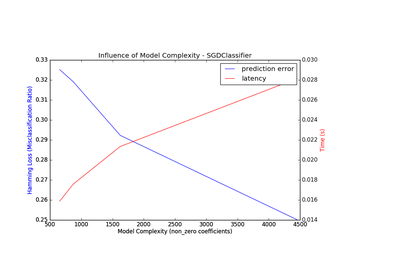 Influence of Model Complexity - SGDClassifier
prediction error
latency
Hamming Loss (Misclassification Ratio)
0.33
0.32
0.31
0.30
0.29
0.28
0.27
0.26
0.25
0.030
0.028
0.026
0.024
0.022
0.020
0.018
0.016
0.014
Time (s)
500 1000 1500 2000 2500 3000 3500 4000 4500
Model Complexity (non_zero coefficients)